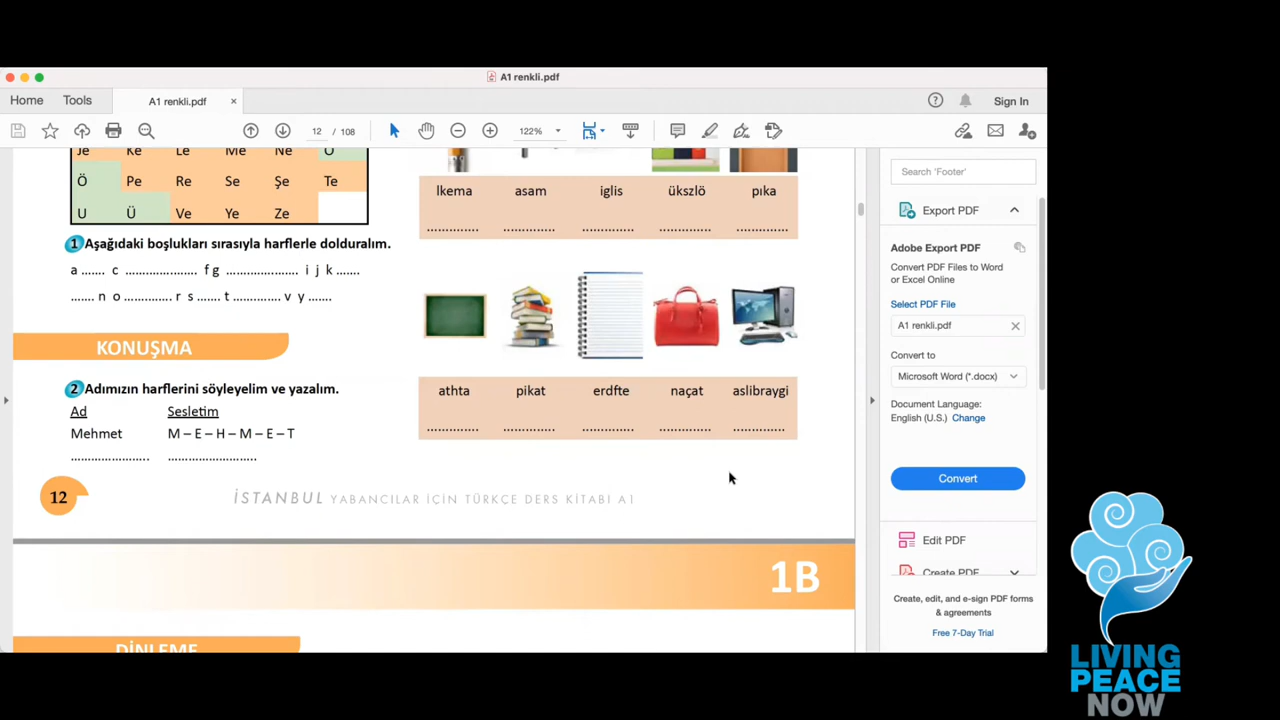 A1 renkli.pdf
Home Tools A1 renkli.pdf ×
? Sign In
12 / 108 122%
Je Ke Le Me Ne O
Ö Pe Re Se Şe Te
U Ü Ve Ye Ze
1 Aşağıdaki boşlukları sırasıyla harflerle dolduralım.
a ....... c ...................... f g ...................... i j k .......
....... n o .............. r s ....... t .............. v y .......
KONUŞMA
2 Adımızın harflerini söyleyelim ve yazalım.
Ad Sesletim
Mehmet M – E – H – M – E – T
........................ ...........................
lkema asam iglis ükszlö pıka
.............. .............. .............. .............. ..............
athta pikat erdfte naçat aslibraygi
.............. .............. .............. .............. ..............
12 İSTANBUL YABANCILAR İÇİN TÜRKÇE DERS KİTABI A1
1B
DİNLEME
Search 'Footer'
Export PDF
Adobe Export PDF
Convert PDF Files to Word
or Excel Online
Select PDF File
A1 renkli.pdf ×
Convert to
Microsoft Word (*.docx)
Document Language:
English (U.S.) Change
Convert
Edit PDF
Create PDF
Create, edit, and e-sign PDF forms
& agreements
Free 7-Day Trial
LIVING
PEACE
NOW